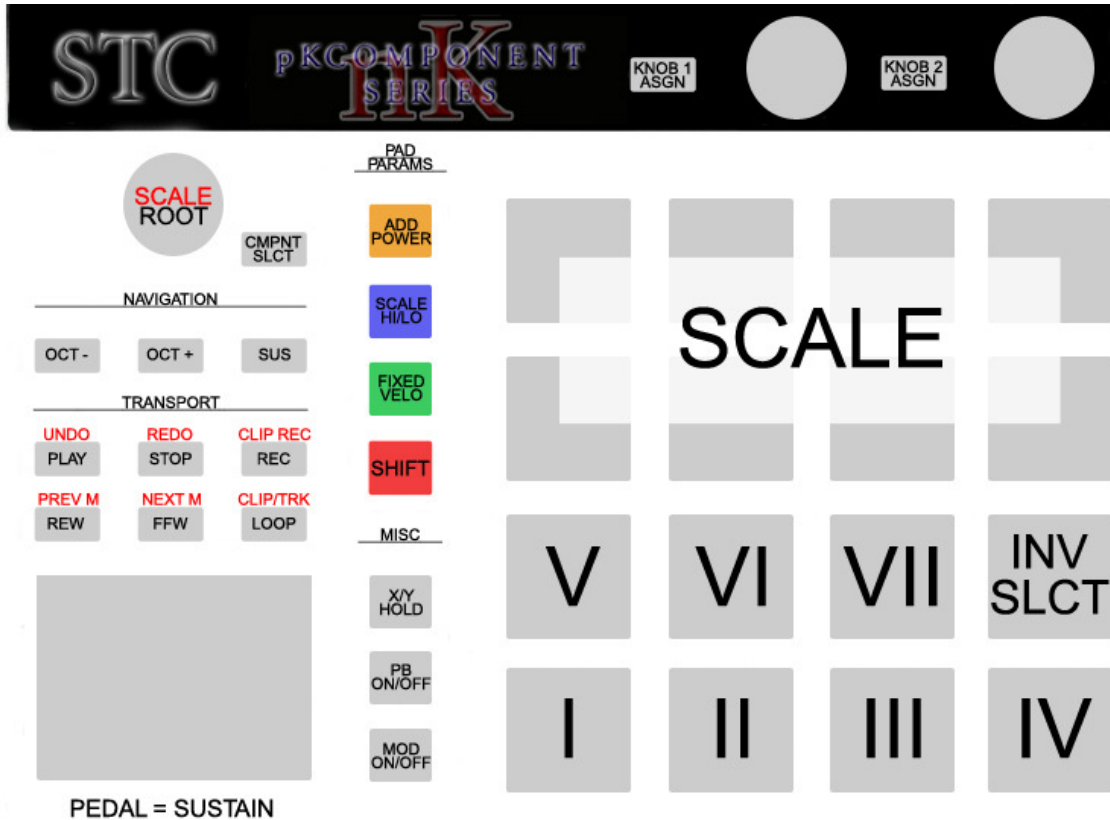 STC
pKCOMPONENT
nK
SERIES
KNOB 1
ASGN
KNOB 2
ASGN
SCALE
ROOT
CMPNT
SLCT
NAVIGATION
OCT -
OCT +
SUS
TRANSPORT
UNDO
REDO
CLIP REC
PLAY
STOP
REC
PREV M
NEXT M
CLIP/TRK
REW
FFW
LOOP
PEDAL = SUSTAIN
PAD
PARAMS
ADD
POWER
SCALE
HI/LO
FIXED
VELO
SHIFT
MISC
X/Y
HOLD
PB
ON/OFF
MOD
ON/OFF
SCALE
V
VI
VII
INV
SLCT
I
II
III
IV